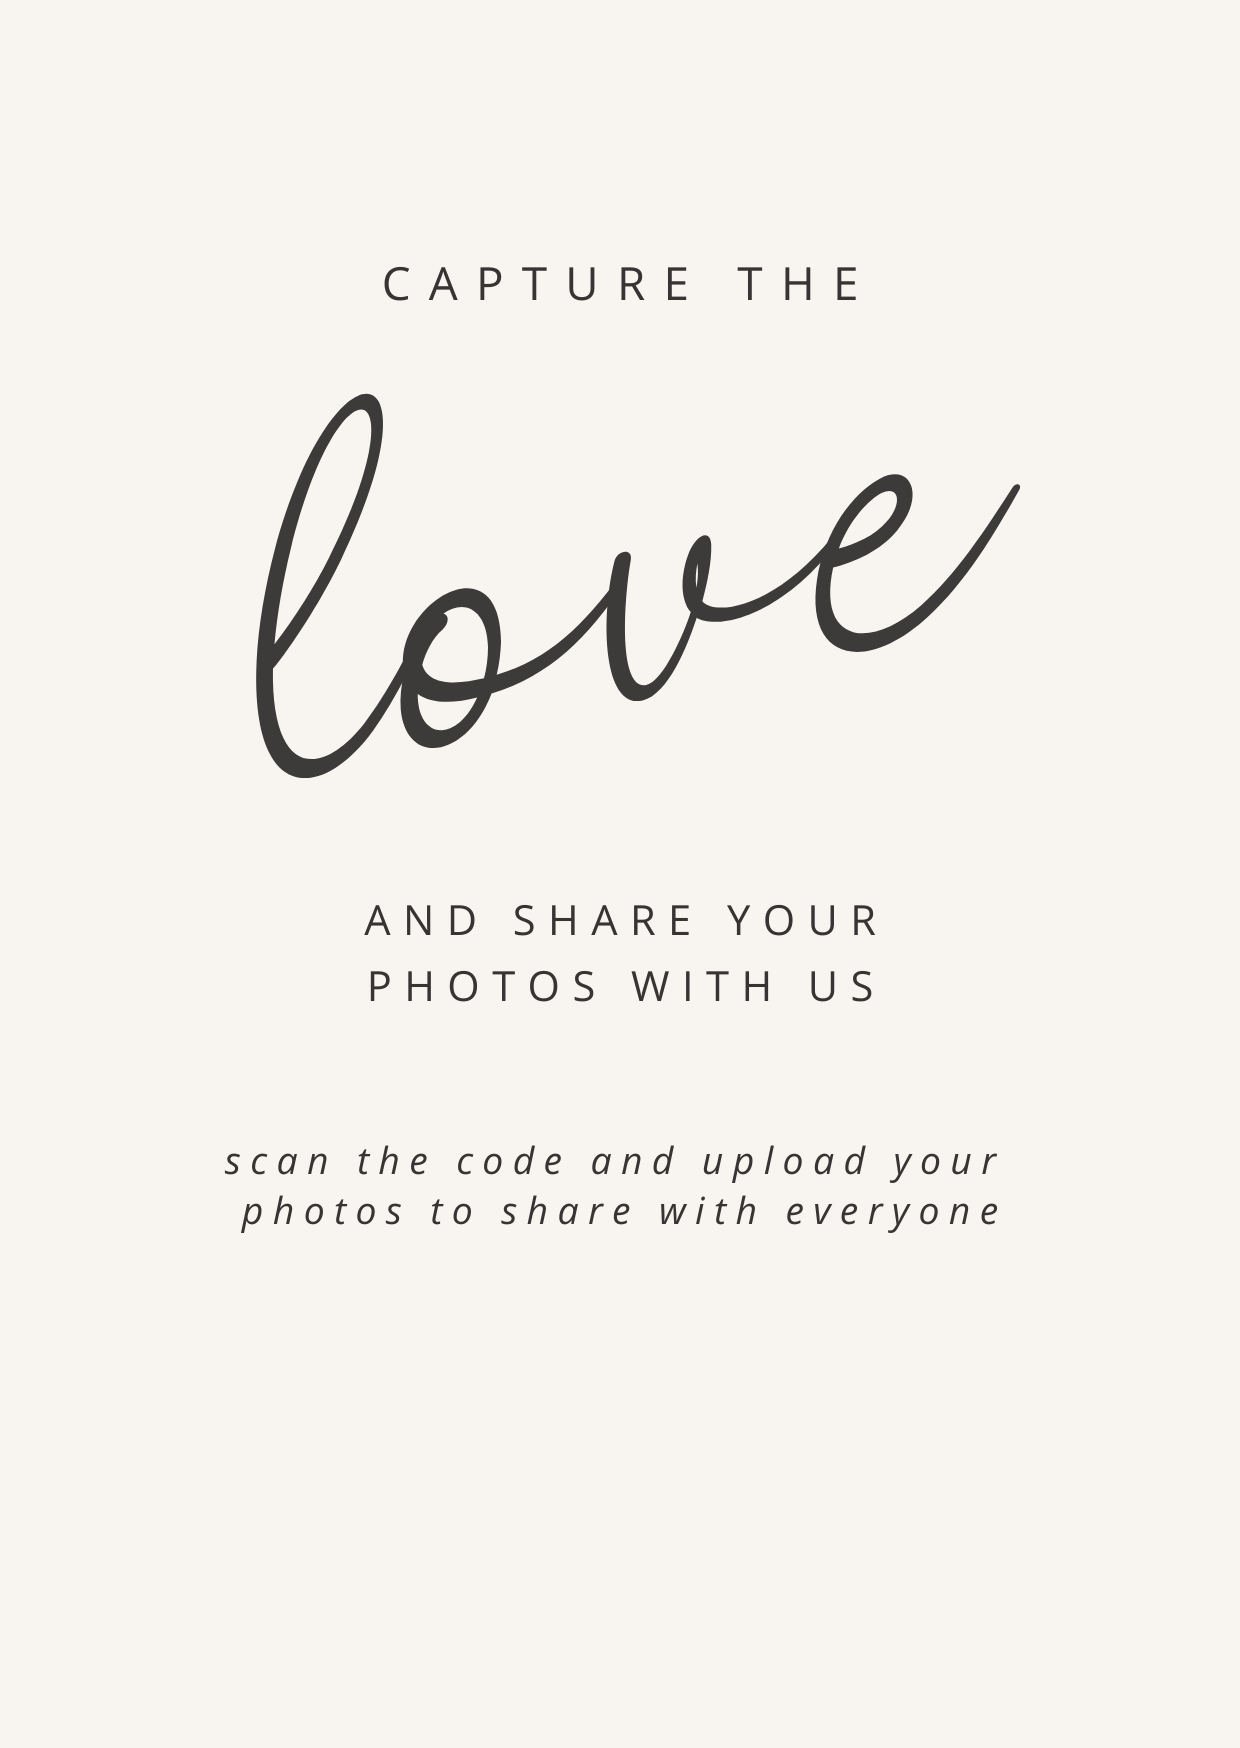 CAPTURE THE
love
AND SHARE YOUR
PHOTOS WITH US
scan the code and upload your
photos to share with everyone